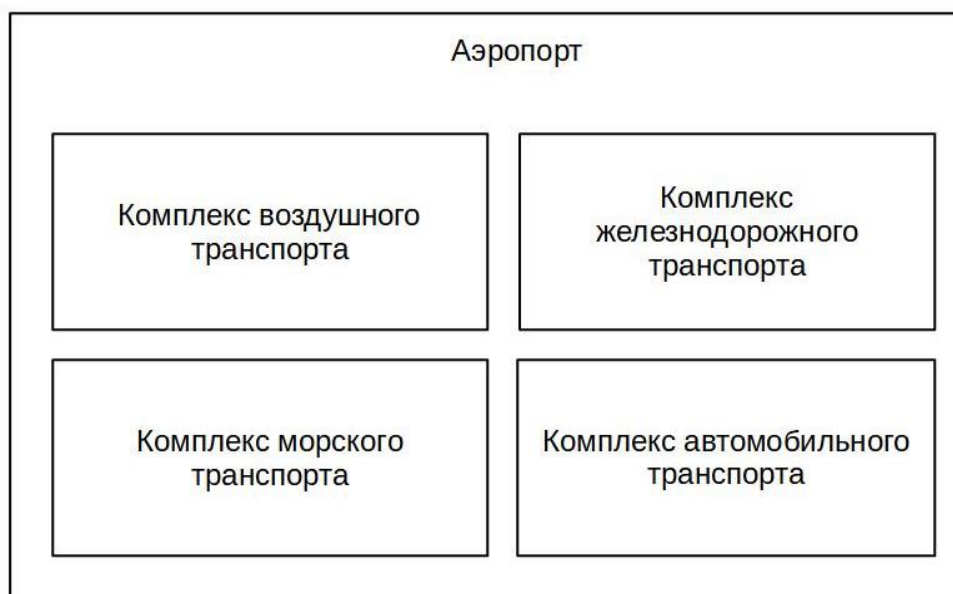 Аэропорт
Комплекс воздушного
транспорта
Комплекс
железнодорожного
транспорта
Комплекс морского
транспорта
Комплекс автомобильного
транспорта